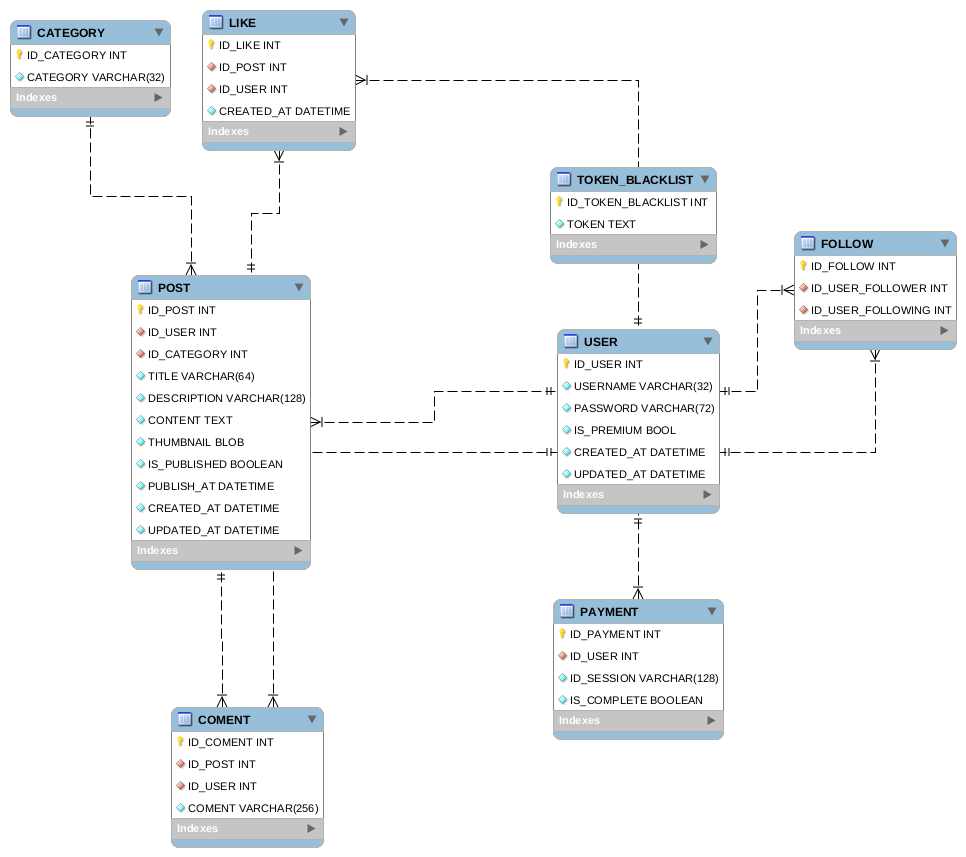 CATEGORY
ID_CATEGORY INT
CATEGORY VARCHAR(32)
Indexes
LIKE
ID_LIKE INT
ID_POST INT
ID_USER INT
CREATED_AT DATETIME
Indexes
TOKEN_BLACKLIST
ID_TOKEN_BLACKLIST INT
TOKEN TEXT
Indexes
FOLLOW
ID_FOLLOW INT
ID_USER_FOLLOWER INT
ID_USER_FOLLOWING INT
Indexes
POST
ID_POST INT
ID_USER INT
ID_CATEGORY INT
TITLE VARCHAR(64)
DESCRIPTION VARCHAR(128)
CONTENT TEXT
THUMBNAIL BLOB
IS_PUBLISHED BOOLEAN
PUBLISH_AT DATETIME
CREATED_AT DATETIME
UPDATED_AT DATETIME
Indexes
USER
ID_USER INT
USERNAME VARCHAR(32)
PASSWORD VARCHAR(72)
IS_PREMIUM BOOL
CREATED_AT DATETIME
UPDATED_AT DATETIME
Indexes
PAYMENT
ID_PAYMENT INT
ID_USER INT
ID_SESSION VARCHAR(128)
IS_COMPLETE BOOLEAN
Indexes
COMENT
ID_COMENT INT
ID_POST INT
ID_USER INT
COMENT VARCHAR(256)
Indexes